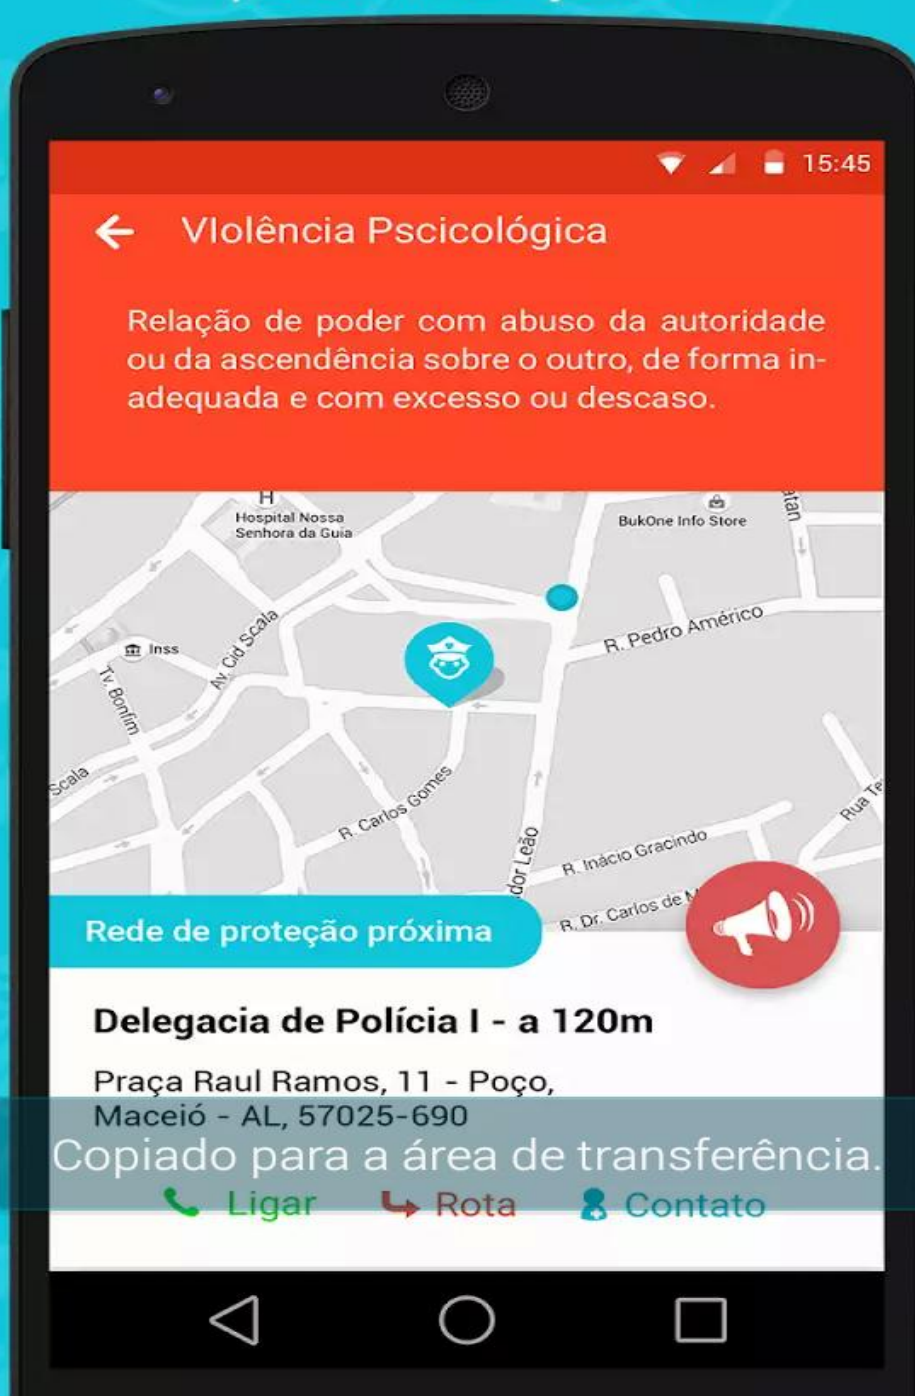 15:45
VIolência Pscicológica
Relação de poder com abuso da autoridade
ou da ascendência sobre o outro, de forma in-
adequada e com excesso ou descaso.
H
Hospital Nossa
Senhora da Guia
BukOne Info Store
Inss
Av. Cid Scala
R. Pedro Américo
Tv. Bonfim
Scala
R. Carlos Gomes
R. Inácio Gracindo
R. Dr. Carlos de M
Rede de proteção próxima
Delegacia de Polícia I - a 120m
Praça Raul Ramos, 11 - Poço,
Maceió - AL, 57025-690
Copiado para a área de transferência.
Ligar Rota Contato